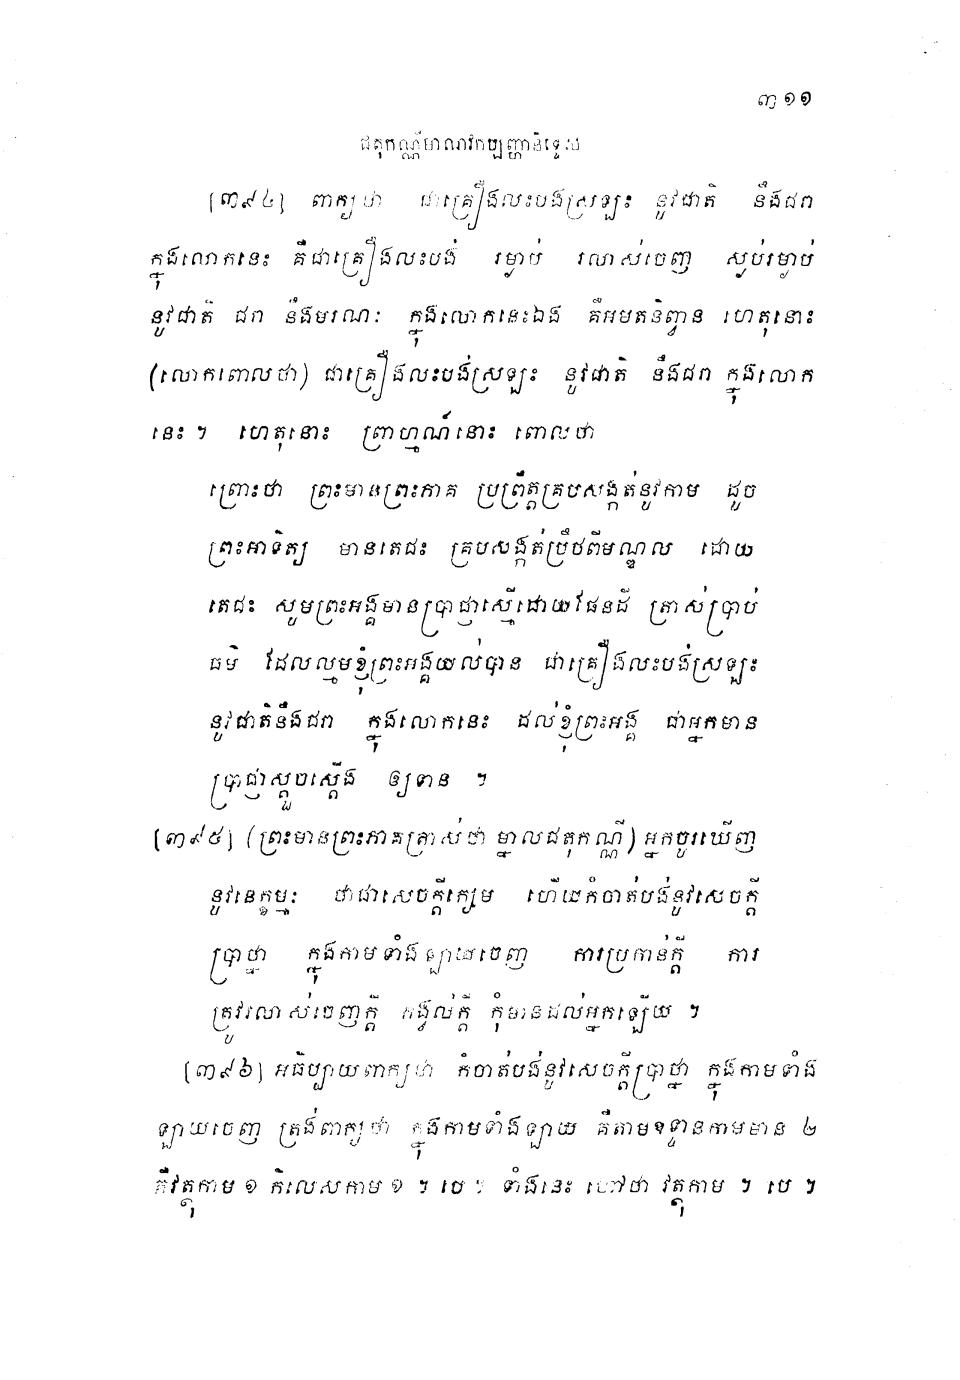 ៣១១
ជតុកណ្ណីមាណវកប្បញ្ហានិទ្ទេស
[៣៩៤] ពាក្យថា ជាគ្រឿងលះបង់ស្រឡះ នូវជាតិ នឹងជរា
ក្នុងលោកនេះ គឺជាគ្រឿងលះបង់ រម្ងាប់ រលាស់ចេញ ស្ងប់រម្ងាប់
នូវជាតិ ជរា នឹងមរណៈ ក្នុងលោកនេះឯង គឺអមតនិព្វាន ហេតុនោះ
(លោកពោលថា) ជាគ្រឿងលះបង់ស្រឡះ នូវជាតិ នឹងជរា ក្នុងលោក
នេះ ។ ហេតុនោះ ព្រាហ្មណ៍នោះ ពោលថា
ព្រោះថា ព្រះមានព្រះភាគ ប្រព្រឹត្តគ្របសង្កត់នូវកាម ដូច
ព្រះអាទិត្យ មានតេជះ គ្របសង្កត់ប្រឹថពីមណ្ឌល ដោយ
តេជះ សូមព្រះអង្គមានប្រាជ្ញាស្មើដោយផែនដី ត្រាស់ប្រាប់
ធម៌ ដែលល្មមខ្ញុំព្រះអង្គយល់បាន ជាគ្រឿងលះបង់ស្រឡះ
នូវជាតិនឹងជរា ក្នុងលោកនេះ ដល់ខ្ញុំព្រះអង្គ ជាអ្នកមាន
ប្រាជ្ញាស្តួចស្តើង ឲ្យទាន ។
[៣៩៥] (ព្រះមានព្រះភាគត្រាស់ថា ម្នាលជតុកណ្ណី) អ្នកចូរឃើញ
នូវនេក្ខម្មៈ ថាជាសេចក្តីក្សេម ហើយកំចាត់បង់នូវសេចក្តី
ប្រាថ្នា ក្នុងកាមទាំងឡាយចេញ ការប្រកាន់ក្តី ការ
ត្រូវរលាស់ចេញក្តី កង្វល់ក្តី កុំមានដល់អ្នកឡើយ ។
[៣៩៦] អធិប្បាយពាក្យថា កំចាត់បង់នូវសេចក្តីប្រាថ្នា ក្នុងកាមទាំង
ឡាយចេញ ត្រង់ពាក្យថា ក្នុងកាមទាំងឡាយ គឺតាមឧទ្ទានកាមមាន ២
គឺវត្ថុកាម ១ កិលេសកាម ១ ។ បេ ។ ទាំងនេះ ហៅថា វត្ថុកាម ។ បេ ។